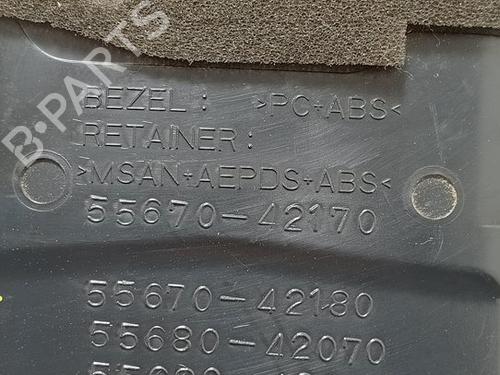 B·PARTS
BEZEL: >PC+ABS<
RETAINER:
>MSAN+AEPDS+ABS<
55670-42170
55670-42180
55680-42070